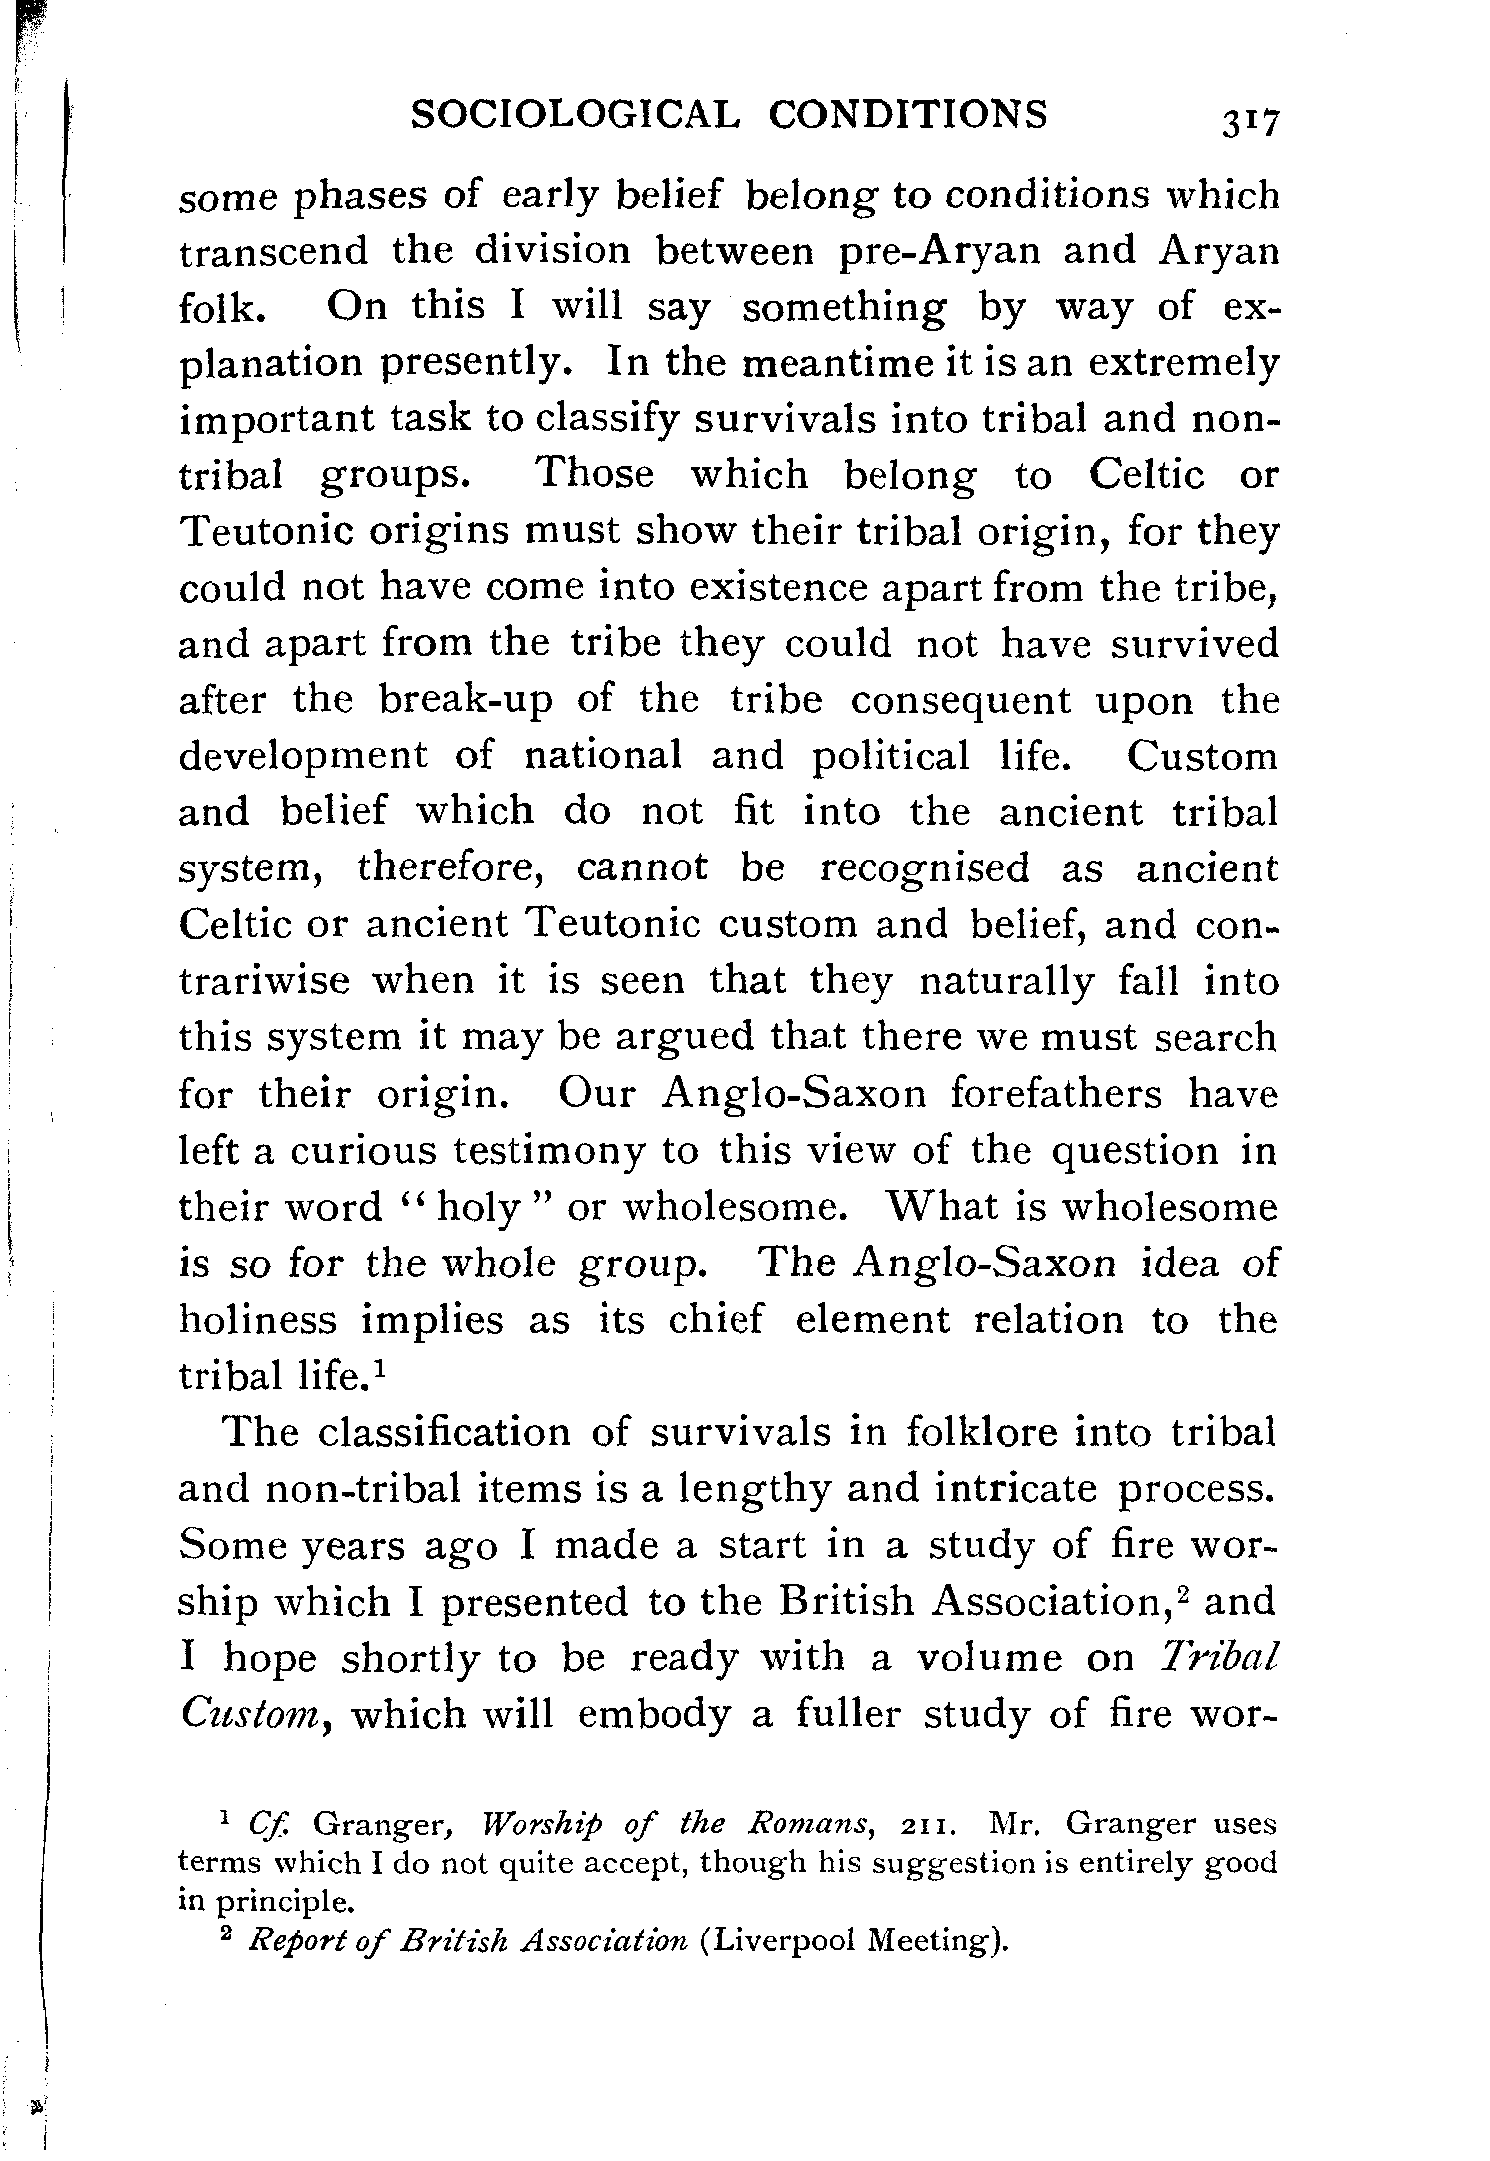 SOCIOLOGICAL CONDITIONS 317
some phases of early belief belong to conditions which
transcend the division between pre-Aryan and Aryan
folk. On this I will say something by way of ex-
planation presently. In the meantime it is an extremely
important task to classify survivals into tribal and non-
tribal groups. Those which belong to Celtic or
Teutonic origins must show their tribal origin, for they
could not have come into existence apart from the tribe,
and apart from the tribe they could not have survived
after the break-up of the tribe consequent upon the
development of national and political life. Custom
and belief which do not fit into the ancient tribal
system, therefore, cannot be recognised as ancient
Celtic or ancient Teutonic custom and belief, and con-
trariwise when it is seen that they naturally fall into
this system it may be argued that there we must search
for their origin. Our Anglo-Saxon forefathers have
left a curious testimony to this view of the question in
their word “ holy ” or wholesome. What is wholesome
is so for the whole group. The Anglo-Saxon idea of
holiness implies as its chief element relation to the
tribal life.¹
The classification of survivals in folklore into tribal
and non-tribal items is a lengthy and intricate process.
Some years ago I made a start in a study of fire wor-
ship which I presented to the British Association,² and
I hope shortly to be ready with a volume on Tribal
Custom, which will embody a fuller study of fire wor-
¹ Cf. Granger, Worship of the Romans, 211. Mr. Granger uses
terms which I do not quite accept, though his suggestion is entirely good
in principle.
² Report of British Association (Liverpool Meeting).